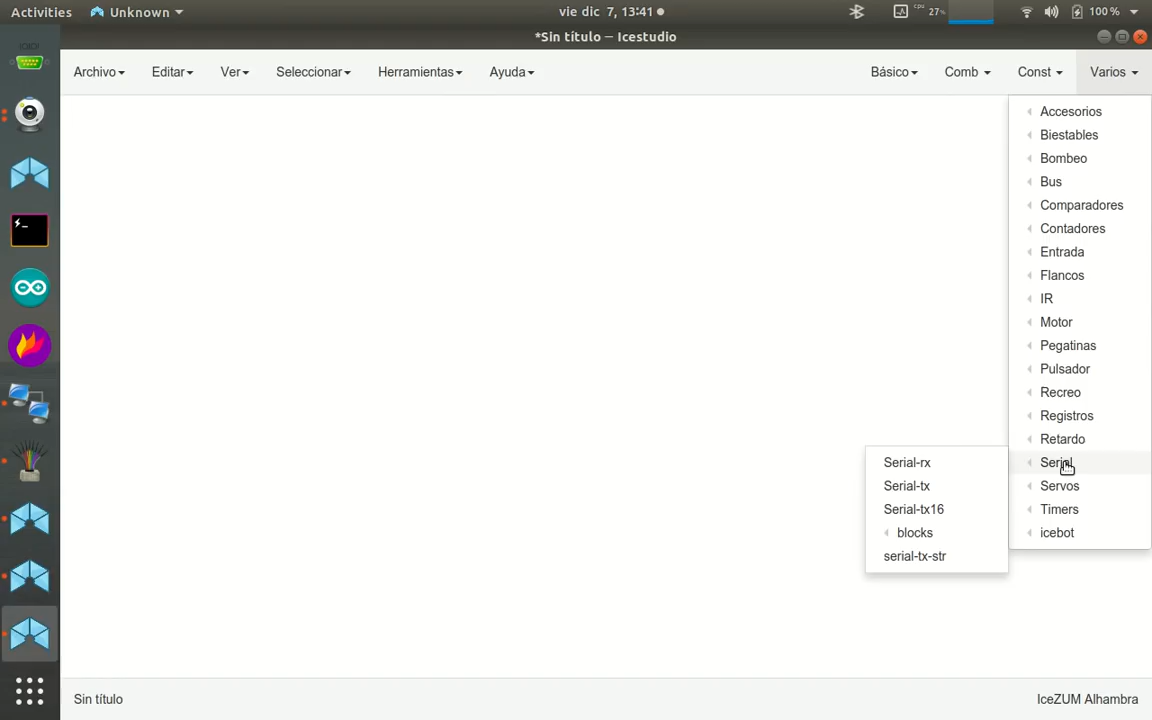 Activities Unknown vie dic 7, 13:41 cpu 27% 100 %
*Sin título – Icestudio
Archivo Editar Ver Seleccionar Herramientas Ayuda Básico Comb Const Varios
Accesorios
Biestables
Bombeo
Bus
Comparadores
Contadores
Entrada
Flancos
IR
Motor
Pegatinas
Pulsador
Recreo
Registros
Retardo
Serial
Servos
Timers
icebot
Serial-rx
Serial-tx
Serial-tx16
blocks
serial-tx-str
Sin título IceZUM Alhambra